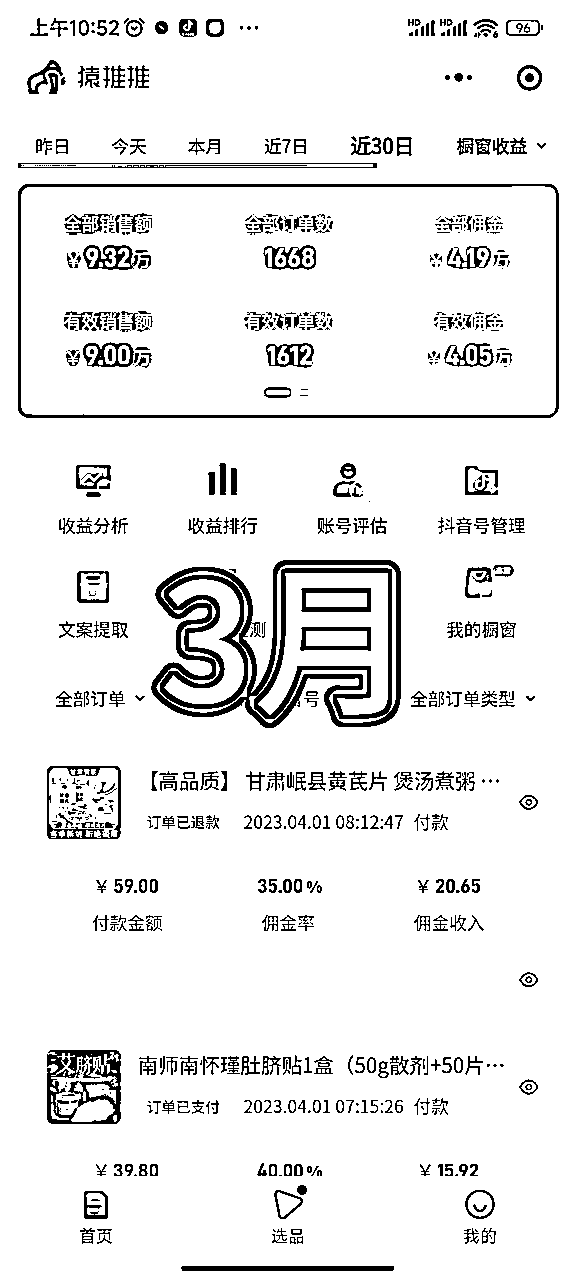 上午10:52 HD HD 96
猿推推
昨日 今天 本月 近7日 近30日 橱窗收益
全部销售额 全部订单数 全部佣金
¥9.32万 1668 ¥4.19万
有效销售额 有效订单数 有效佣金
¥9.00万 1612 ¥4.05万
收益分析 收益排行 账号评估 抖音号管理
文案提取 测 我的橱窗
3月
全部订单 号 全部订单类型
【高品质】 甘肃岷县黄芪片 煲汤煮粥 ···
订单已退款 2023.04.01 08:12:47 付款
¥ 59.00 35.00% ¥ 20.65
付款金额 佣金率 佣金收入
艾脐贴
南师南怀瑾肚脐贴1盒（50g散剂+50片···
订单已支付 2023.04.01 07:15:26 付款
¥ 39.80 40.00% ¥ 15.92
首页 选品 我的